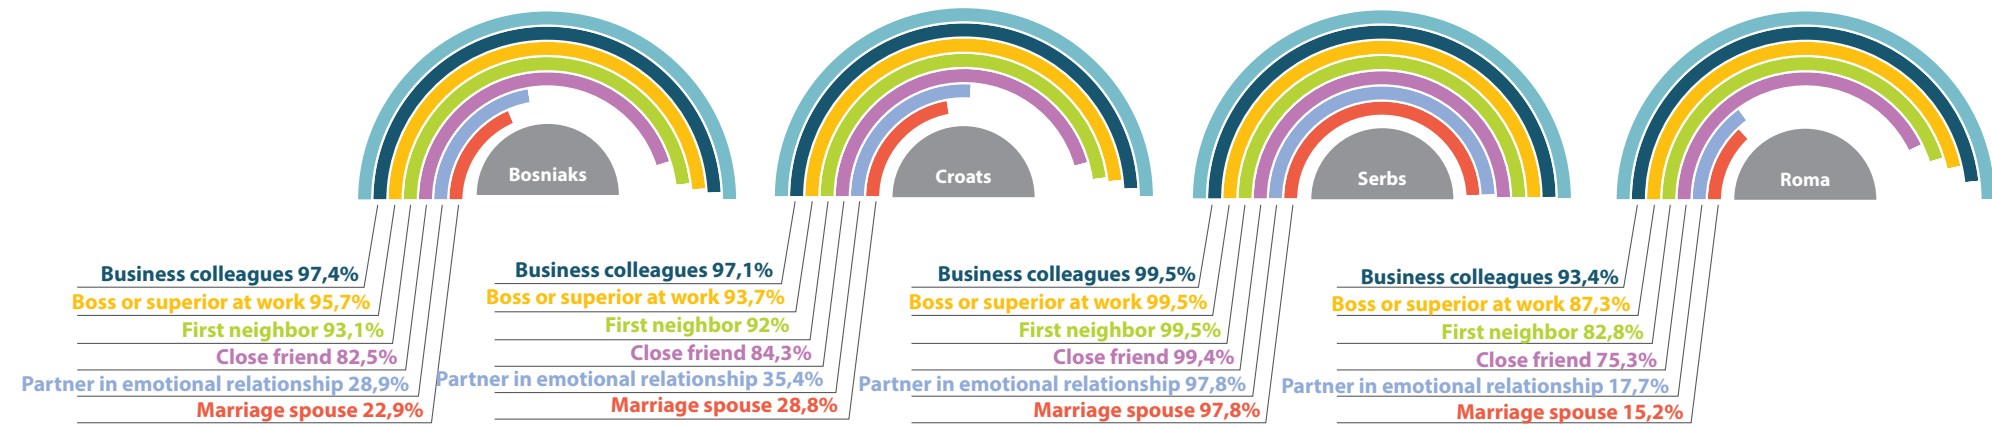 Bosniaks
Business colleagues 97,4%
Boss or superior at work 95,7%
First neighbor 93,1%
Close friend 82,5%
Partner in emotional relationship 28,9%
Marriage spouse 22,9%
Croats
Business colleagues 97,1%
Boss or superior at work 93,7%
First neighbor 92%
Close friend 84,3%
Partner in emotional relationship 35,4%
Marriage spouse 28,8%
Serbs
Business colleagues 99,5%
Boss or superior at work 99,5%
First neighbor 99,5%
Close friend 99,4%
Partner in emotional relationship 97,8%
Marriage spouse 97,8%
Roma
Business colleagues 93,4%
Boss or superior at work 87,3%
First neighbor 82,8%
Close friend 75,3%
Partner in emotional relationship 17,7%
Marriage spouse 15,2%